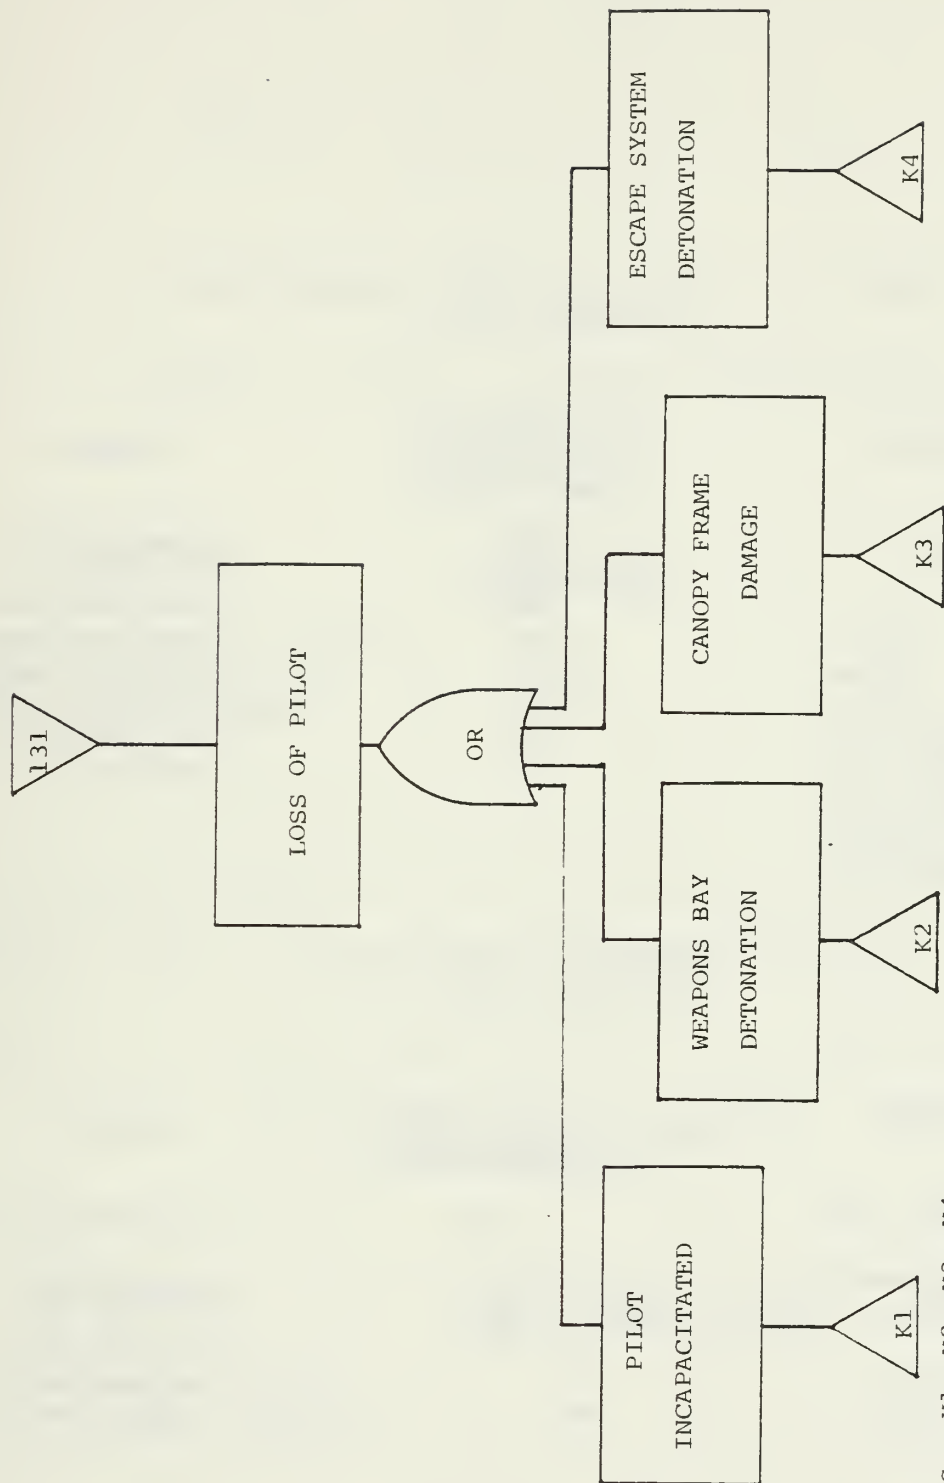 131
LOSS OF PILOT
OR
PILOT
INCAPACITATED
WEAPONS BAY
DETONATION
CANOPY FRAME
DAMAGE
ESCAPE SYSTEM
DETONATION
K1
K2
K3
K4